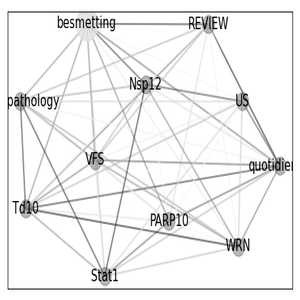 besmetting
REVIEW
Nsp12
pathology
US
VFS
quotidien
Td10
PARP10
WRN
Stat1